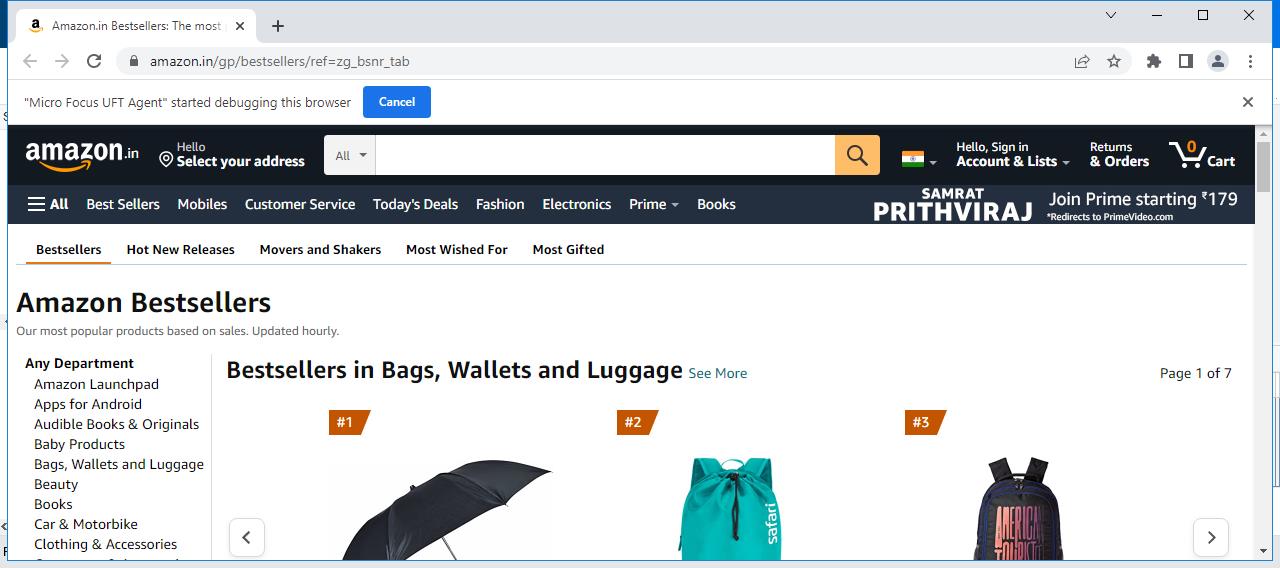 Amazon.in Bestsellers: The most
amazon.in/gp/bestsellers/ref=zg_bsnr_tab
"Micro Focus UFT Agent" started debugging this browser
Cancel
amazon.in
Hello
Select your address
All
Hello, Sign in
Account & Lists
Returns
& Orders
0
Cart
All
Best Sellers
Mobiles
Customer Service
Today's Deals
Fashion
Electronics
Prime
Books
SAMRAT
PRITHVIRAJ
Join Prime starting ₹179
*Redirects to PrimeVideo.com
Bestsellers
Hot New Releases
Movers and Shakers
Most Wished For
Most Gifted
Amazon Bestsellers
Our most popular products based on sales. Updated hourly.
Any Department
Amazon Launchpad
Apps for Android
Audible Books & Originals
Baby Products
Bags, Wallets and Luggage
Beauty
Books
Car & Motorbike
Clothing & Accessories
Bestsellers in Bags, Wallets and Luggage See More
Page 1 of 7
#1
#2
#3
safari
AMERICAN
TOURISTER